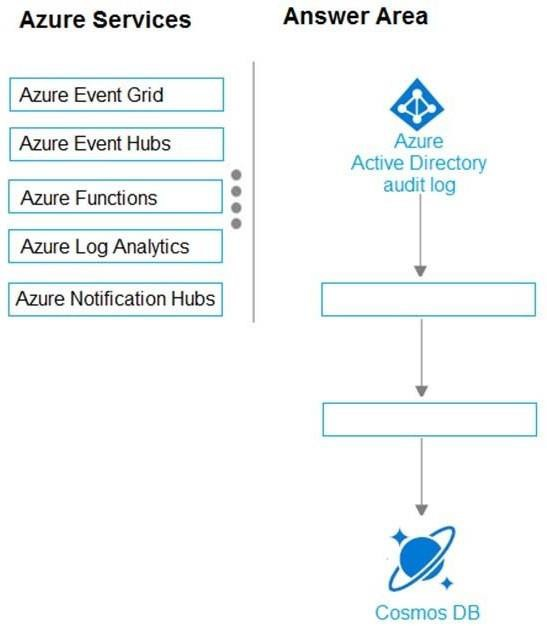 Azure Services
Answer Area
Azure Event Grid
Azure Event Hubs
Azure Functions
Azure Log Analytics
Azure Notification Hubs
Azure
Active Directory
audit log
Cosmos DB